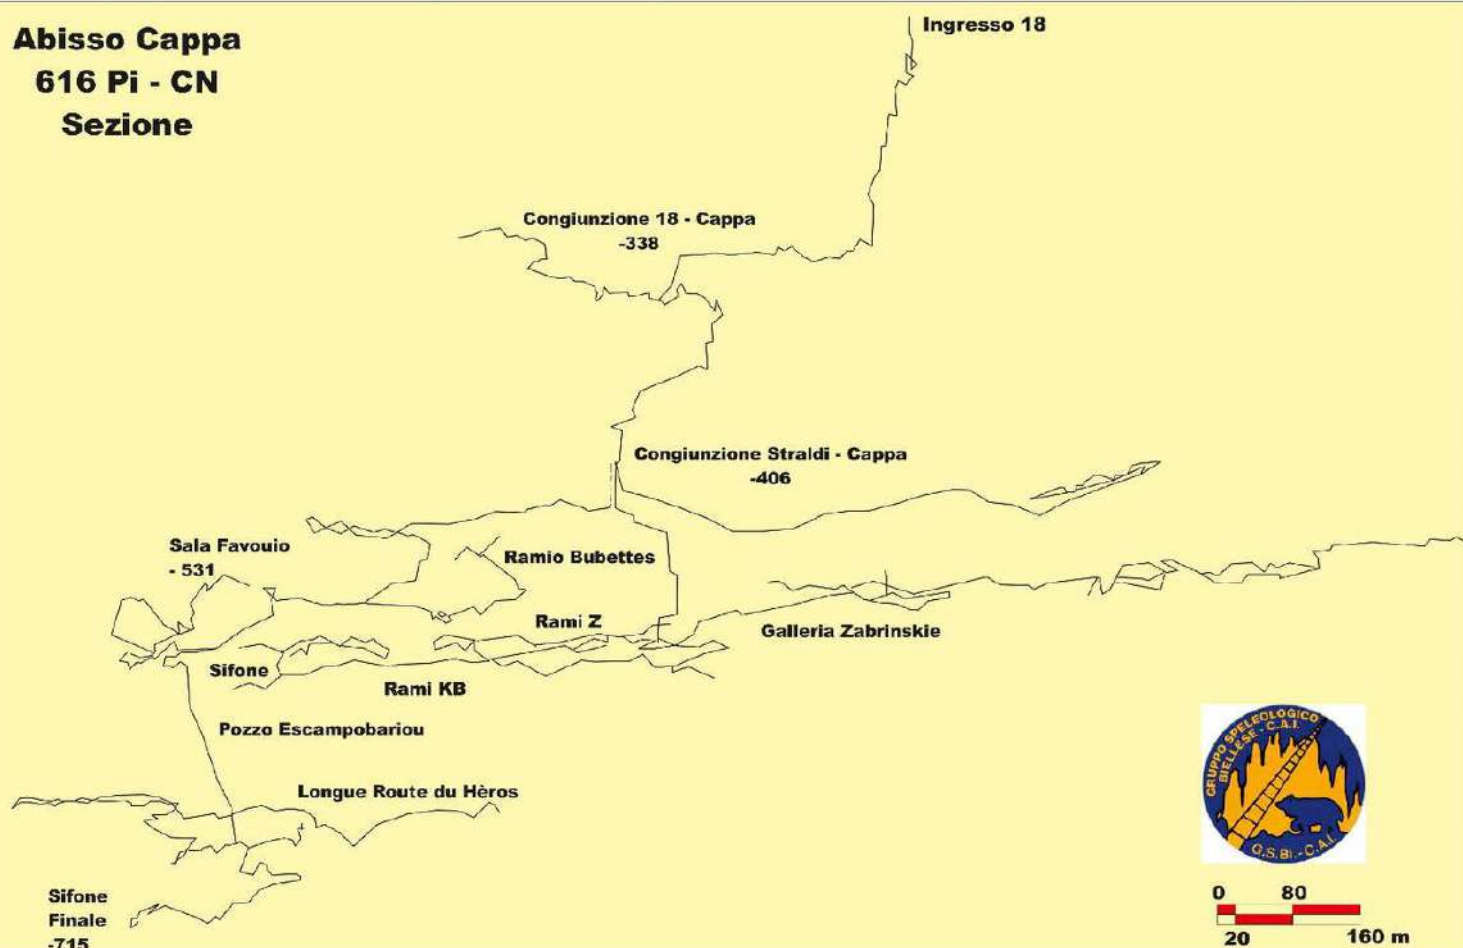 Abisso Cappa
616 Pi - CN
Sezione
Ingresso 18
Congiunzione 18 - Cappa
-338
Congiunzione Straldi - Cappa
-406
Sala Favouio
- 531
Ramio Bubettes
Rami Z
Galleria Zabrinskie
Sifone
Rami KB
Pozzo Escampobariou
Longue Route du Hèros
Sifone
Finale
-715
GRUPPO SPELEOLOGICO
BIELLESE - C.A.I.
G.S.BI. - C.A.I.
0 80
20 160 m